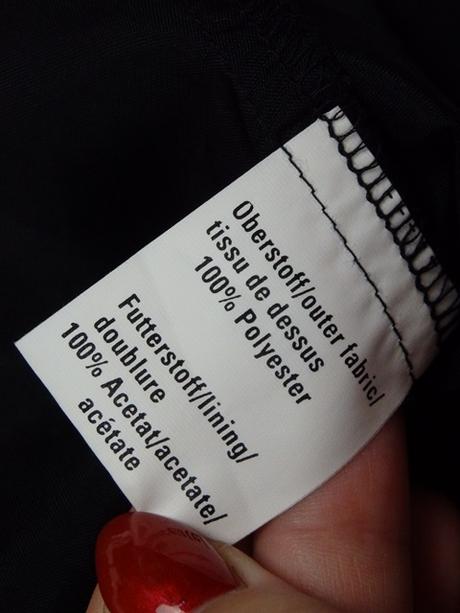 Oberstoff/outer fabric/
tissu de dessus
100% Polyester
Futterstoff/lining/
doublure
100% Acetat/acetate/
acétate